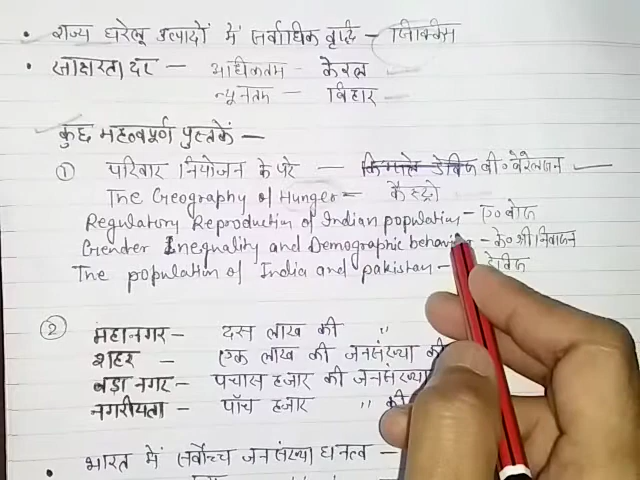 • राज्य घरेलू उत्पादों में सर्वाधिक वृद्धि - सिक्किम
• साक्षरता दर - अधिकतम - केरल
न्यूनतम - बिहार
कुछ महत्वपूर्ण पुस्तकें -
① परिवार नियोजन के परे - बी॰ वेरेलजन
The Geography of Hunger = कैस्ट्रो
Regulatory Reproduction of Indian population - ए॰ बोज
Gender Inequality and Demographic behavior - के॰ श्री निवासन
The population of India and pakistan - डेविज
② महानगर - दस लाख की "
शहर - एक लाख की जनसंख्या की
बड़ा नगर - पचास हजार की जनसंख्या
नगरीयता - पाँच हजार " की
• भारत में सर्वोच्च जनसंख्या घनत्व -